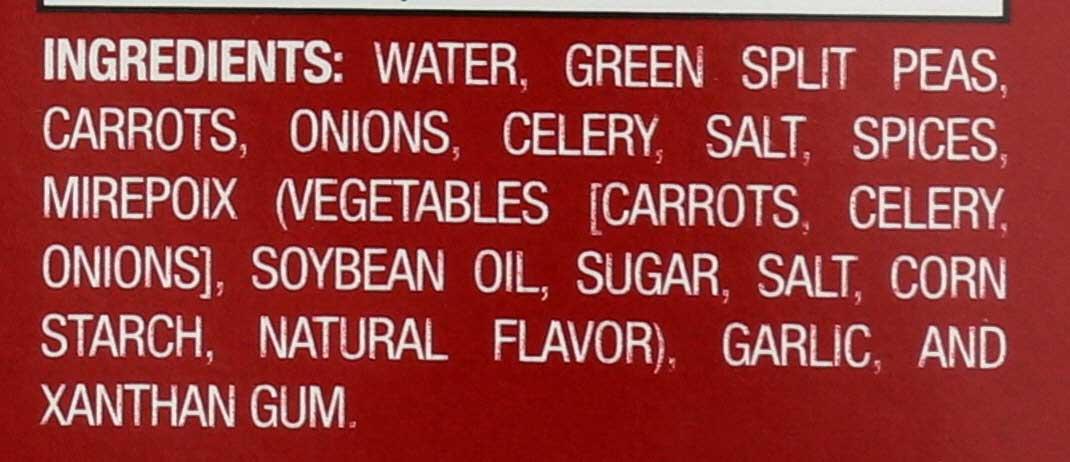 INGREDIENTS: WATER, GREEN SPLIT PEAS,
CARROTS, ONIONS, CELERY, SALT, SPICES,
MIREPOIX (VEGETABLES [CARROTS, CELERY,
ONIONS], SOYBEAN OIL, SUGAR, SALT, CORN
STARCH, NATURAL FLAVOR), GARLIC, AND
XANTHAN GUM.